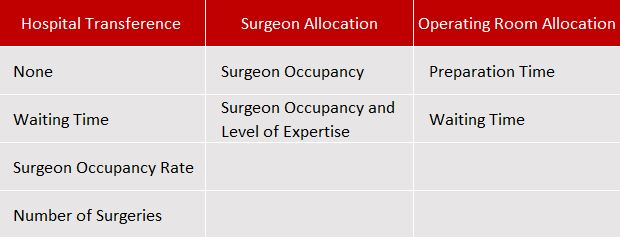 Hospital Transference Surgeon Allocation Operating Room Allocation
None Surgeon Occupancy Preparation Time
Waiting Time Surgeon Occupancy and Level of Expertise Waiting Time
Surgeon Occupancy Rate
Number of Surgeries